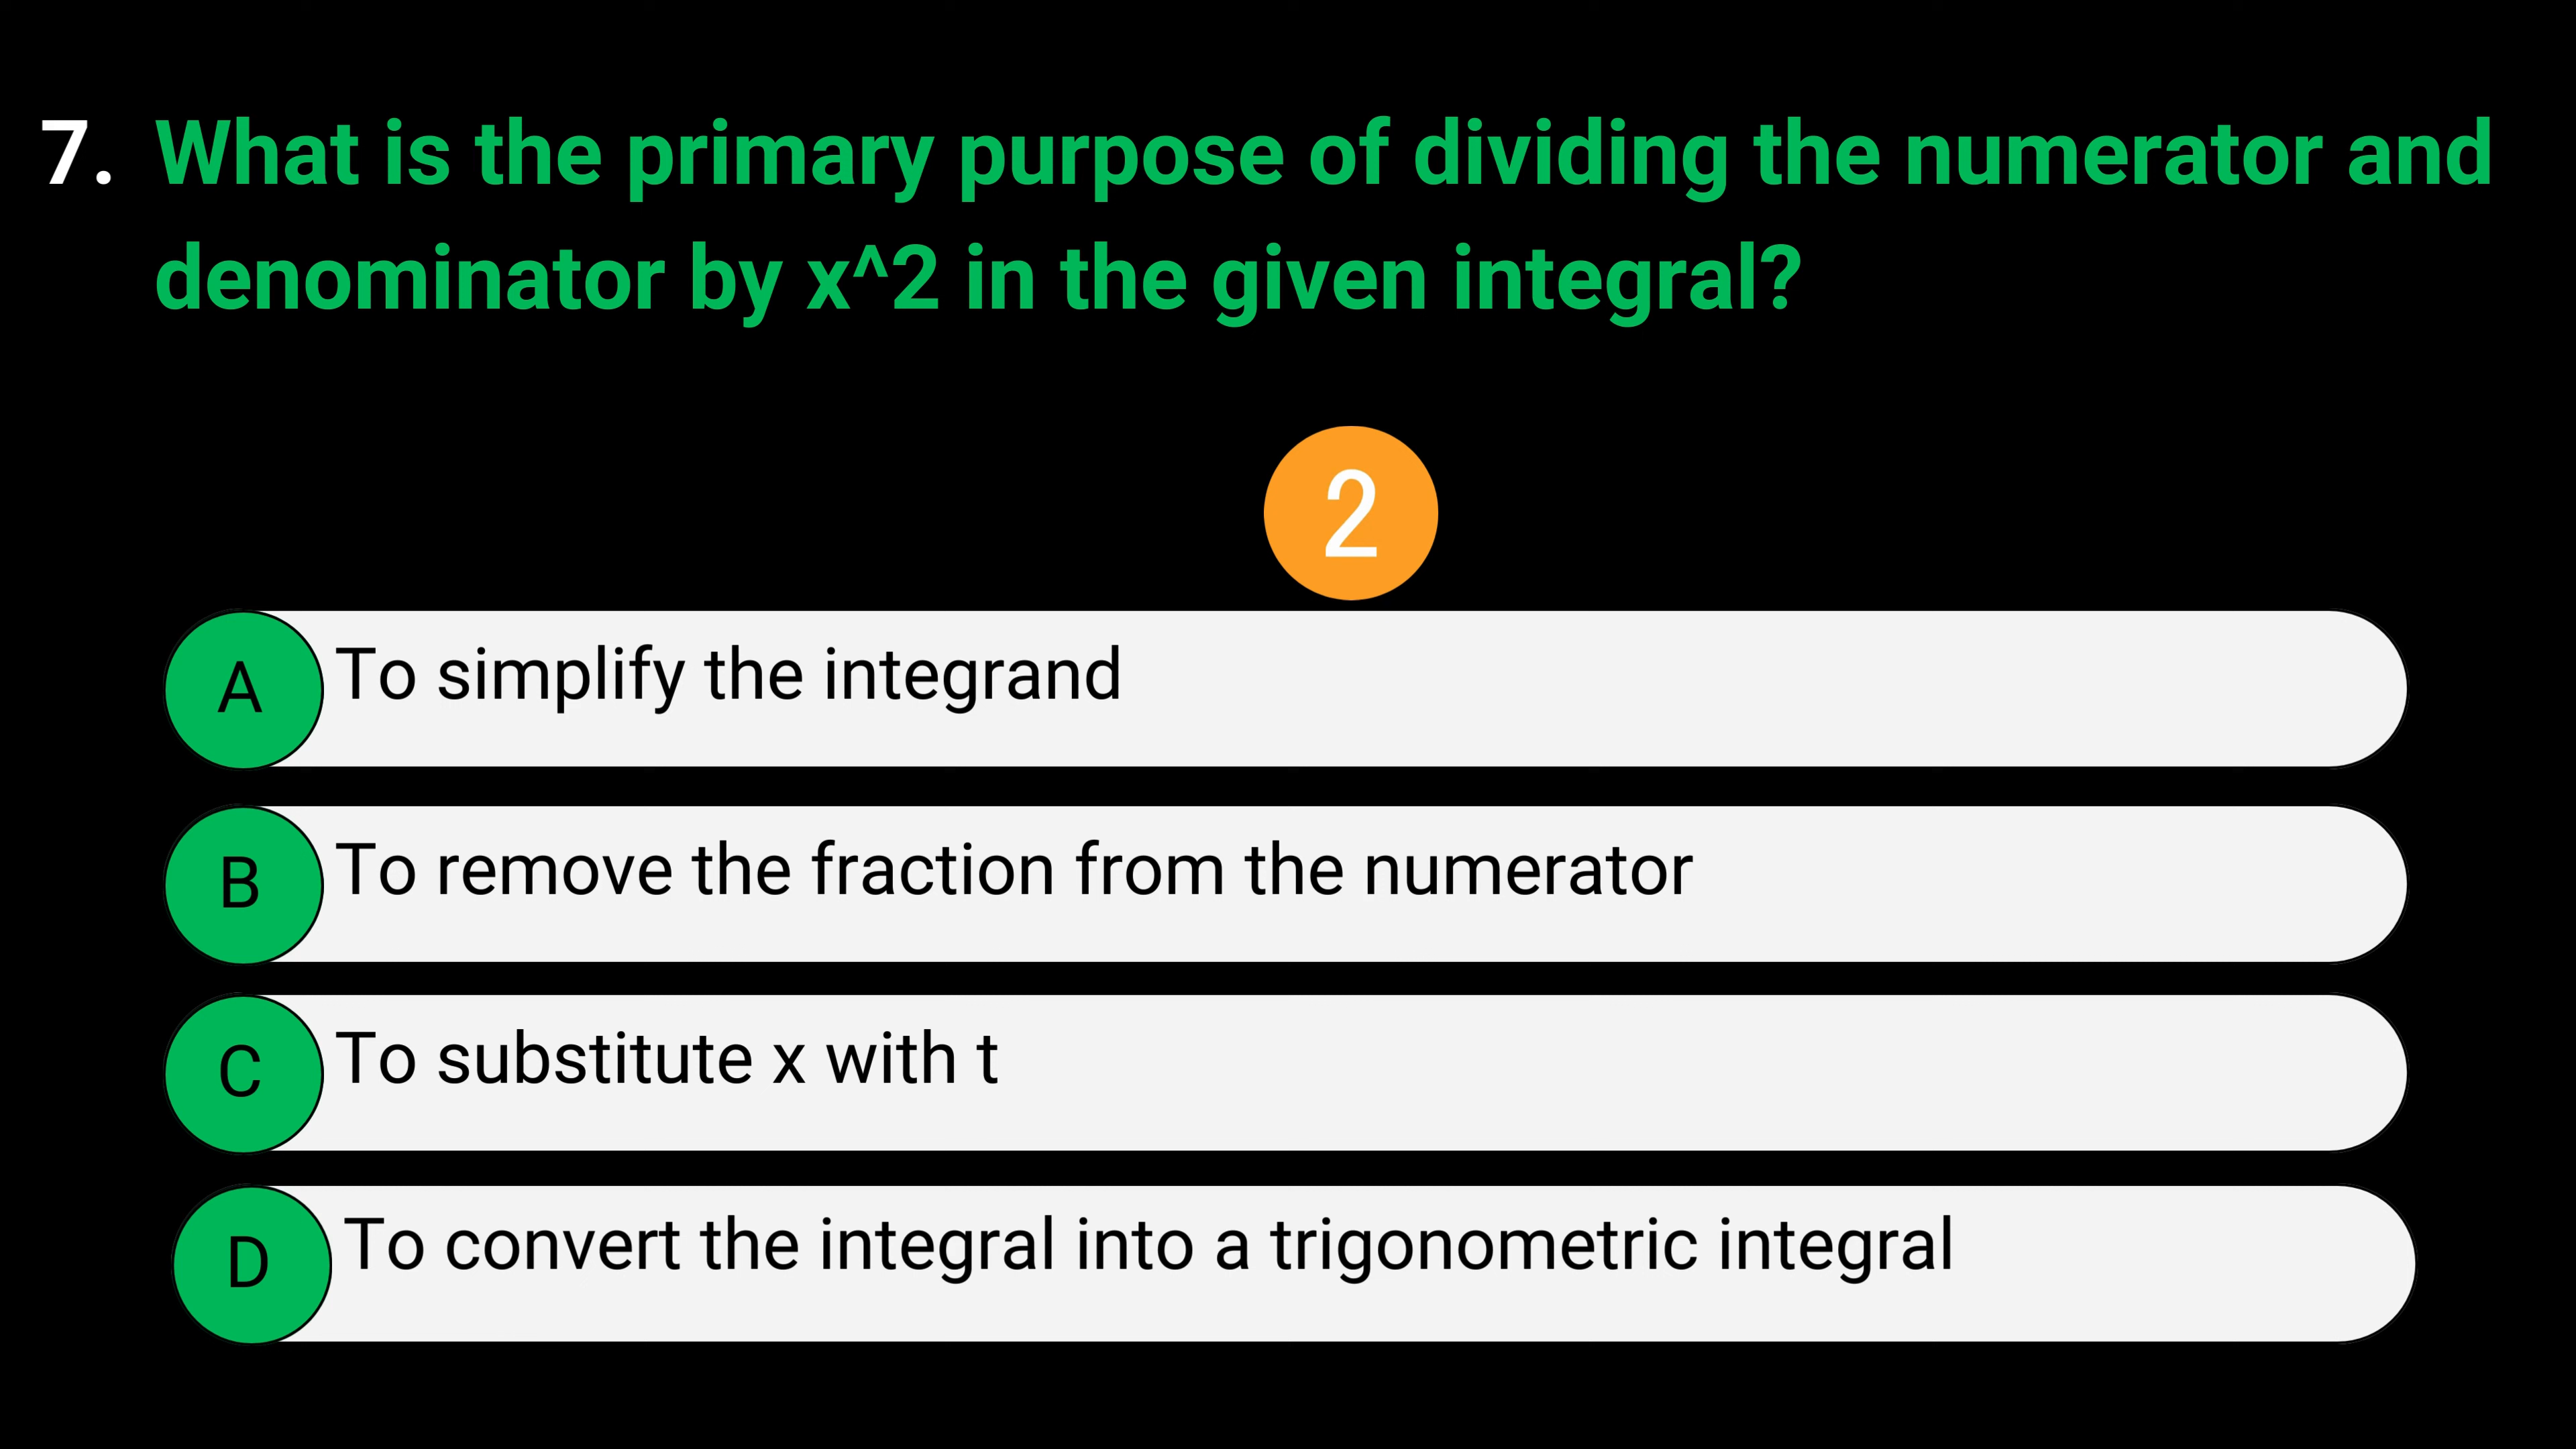 7. What is the primary purpose of dividing the numerator and
denominator by x^2 in the given integral?
2
A To simplify the integrand
B To remove the fraction from the numerator
C To substitute x with t
D To convert the integral into a trigonometric integral